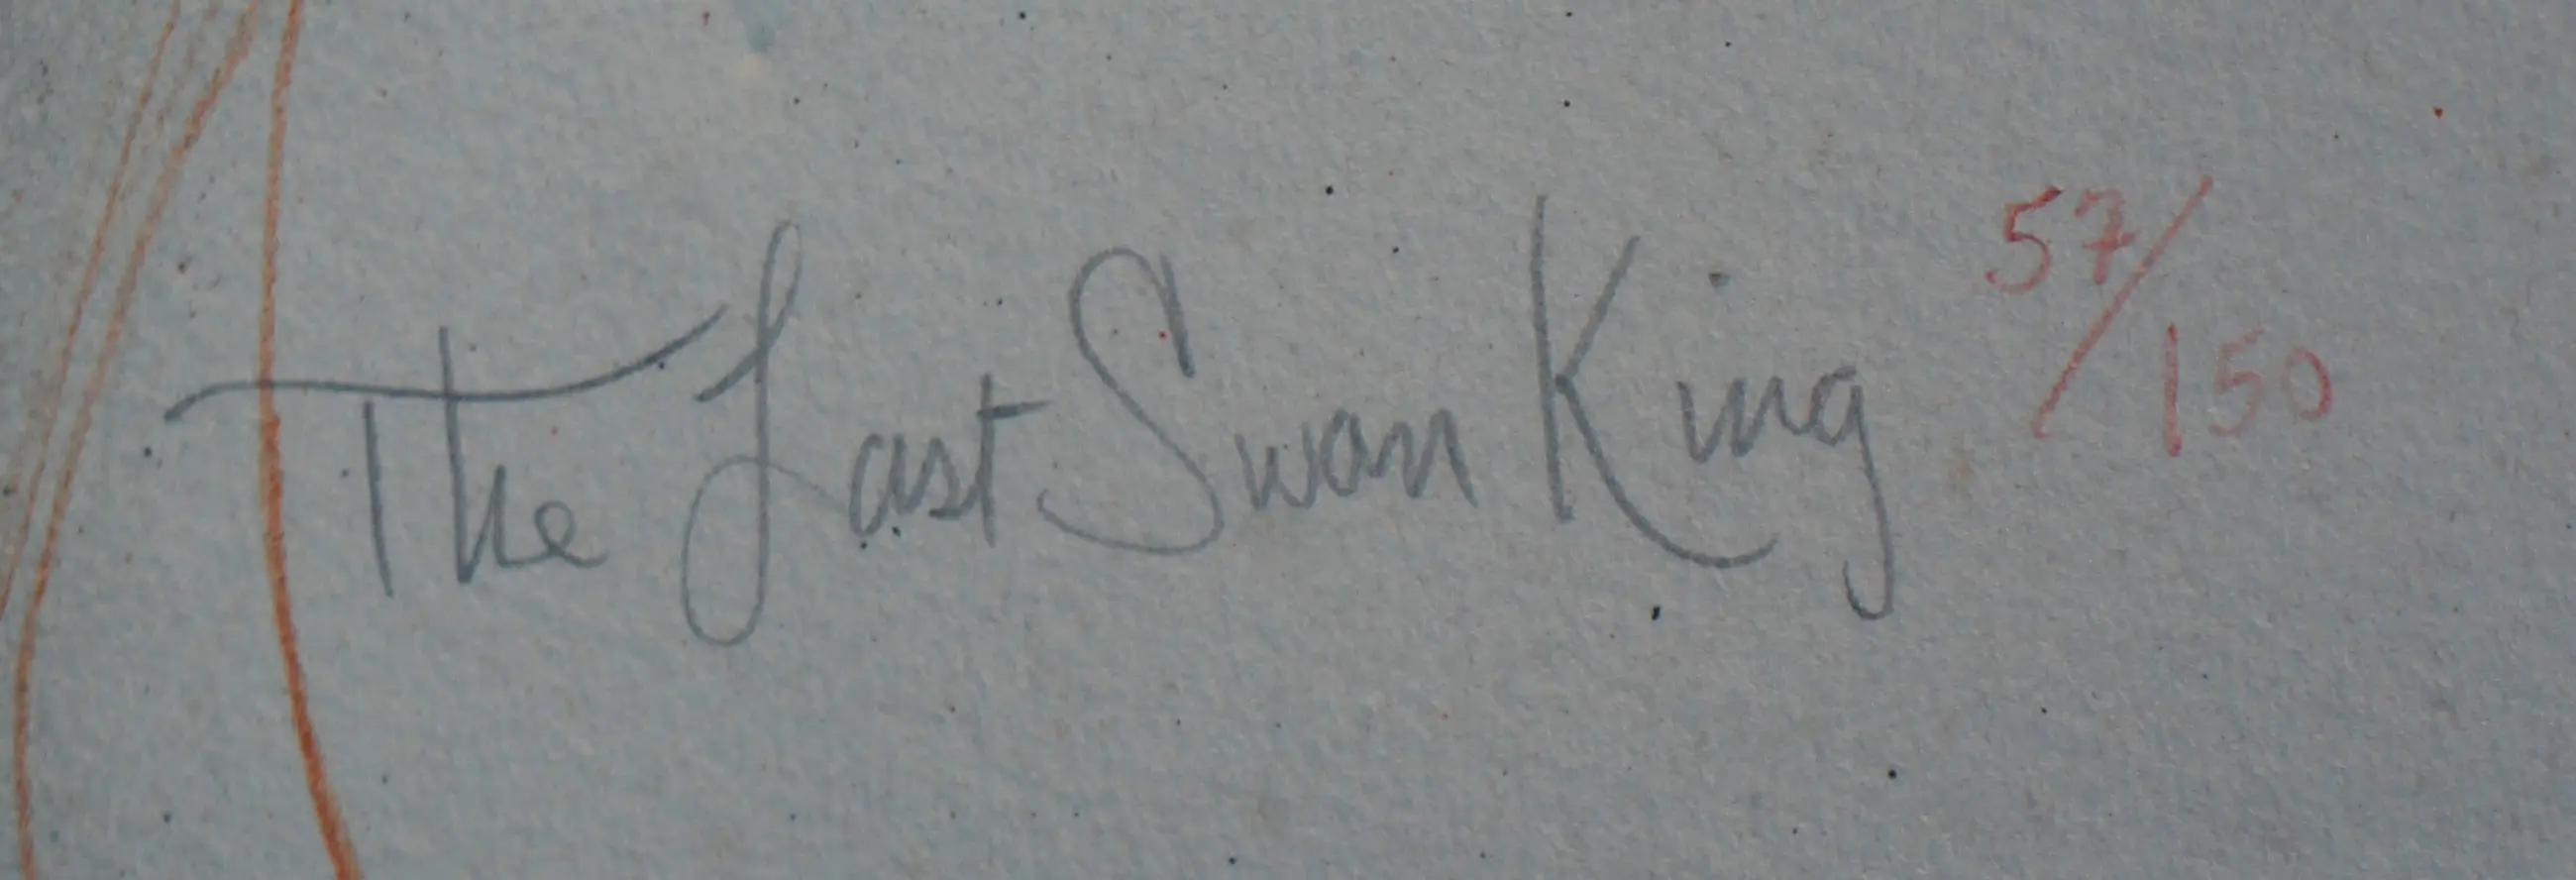 The Last Swan King 57/150